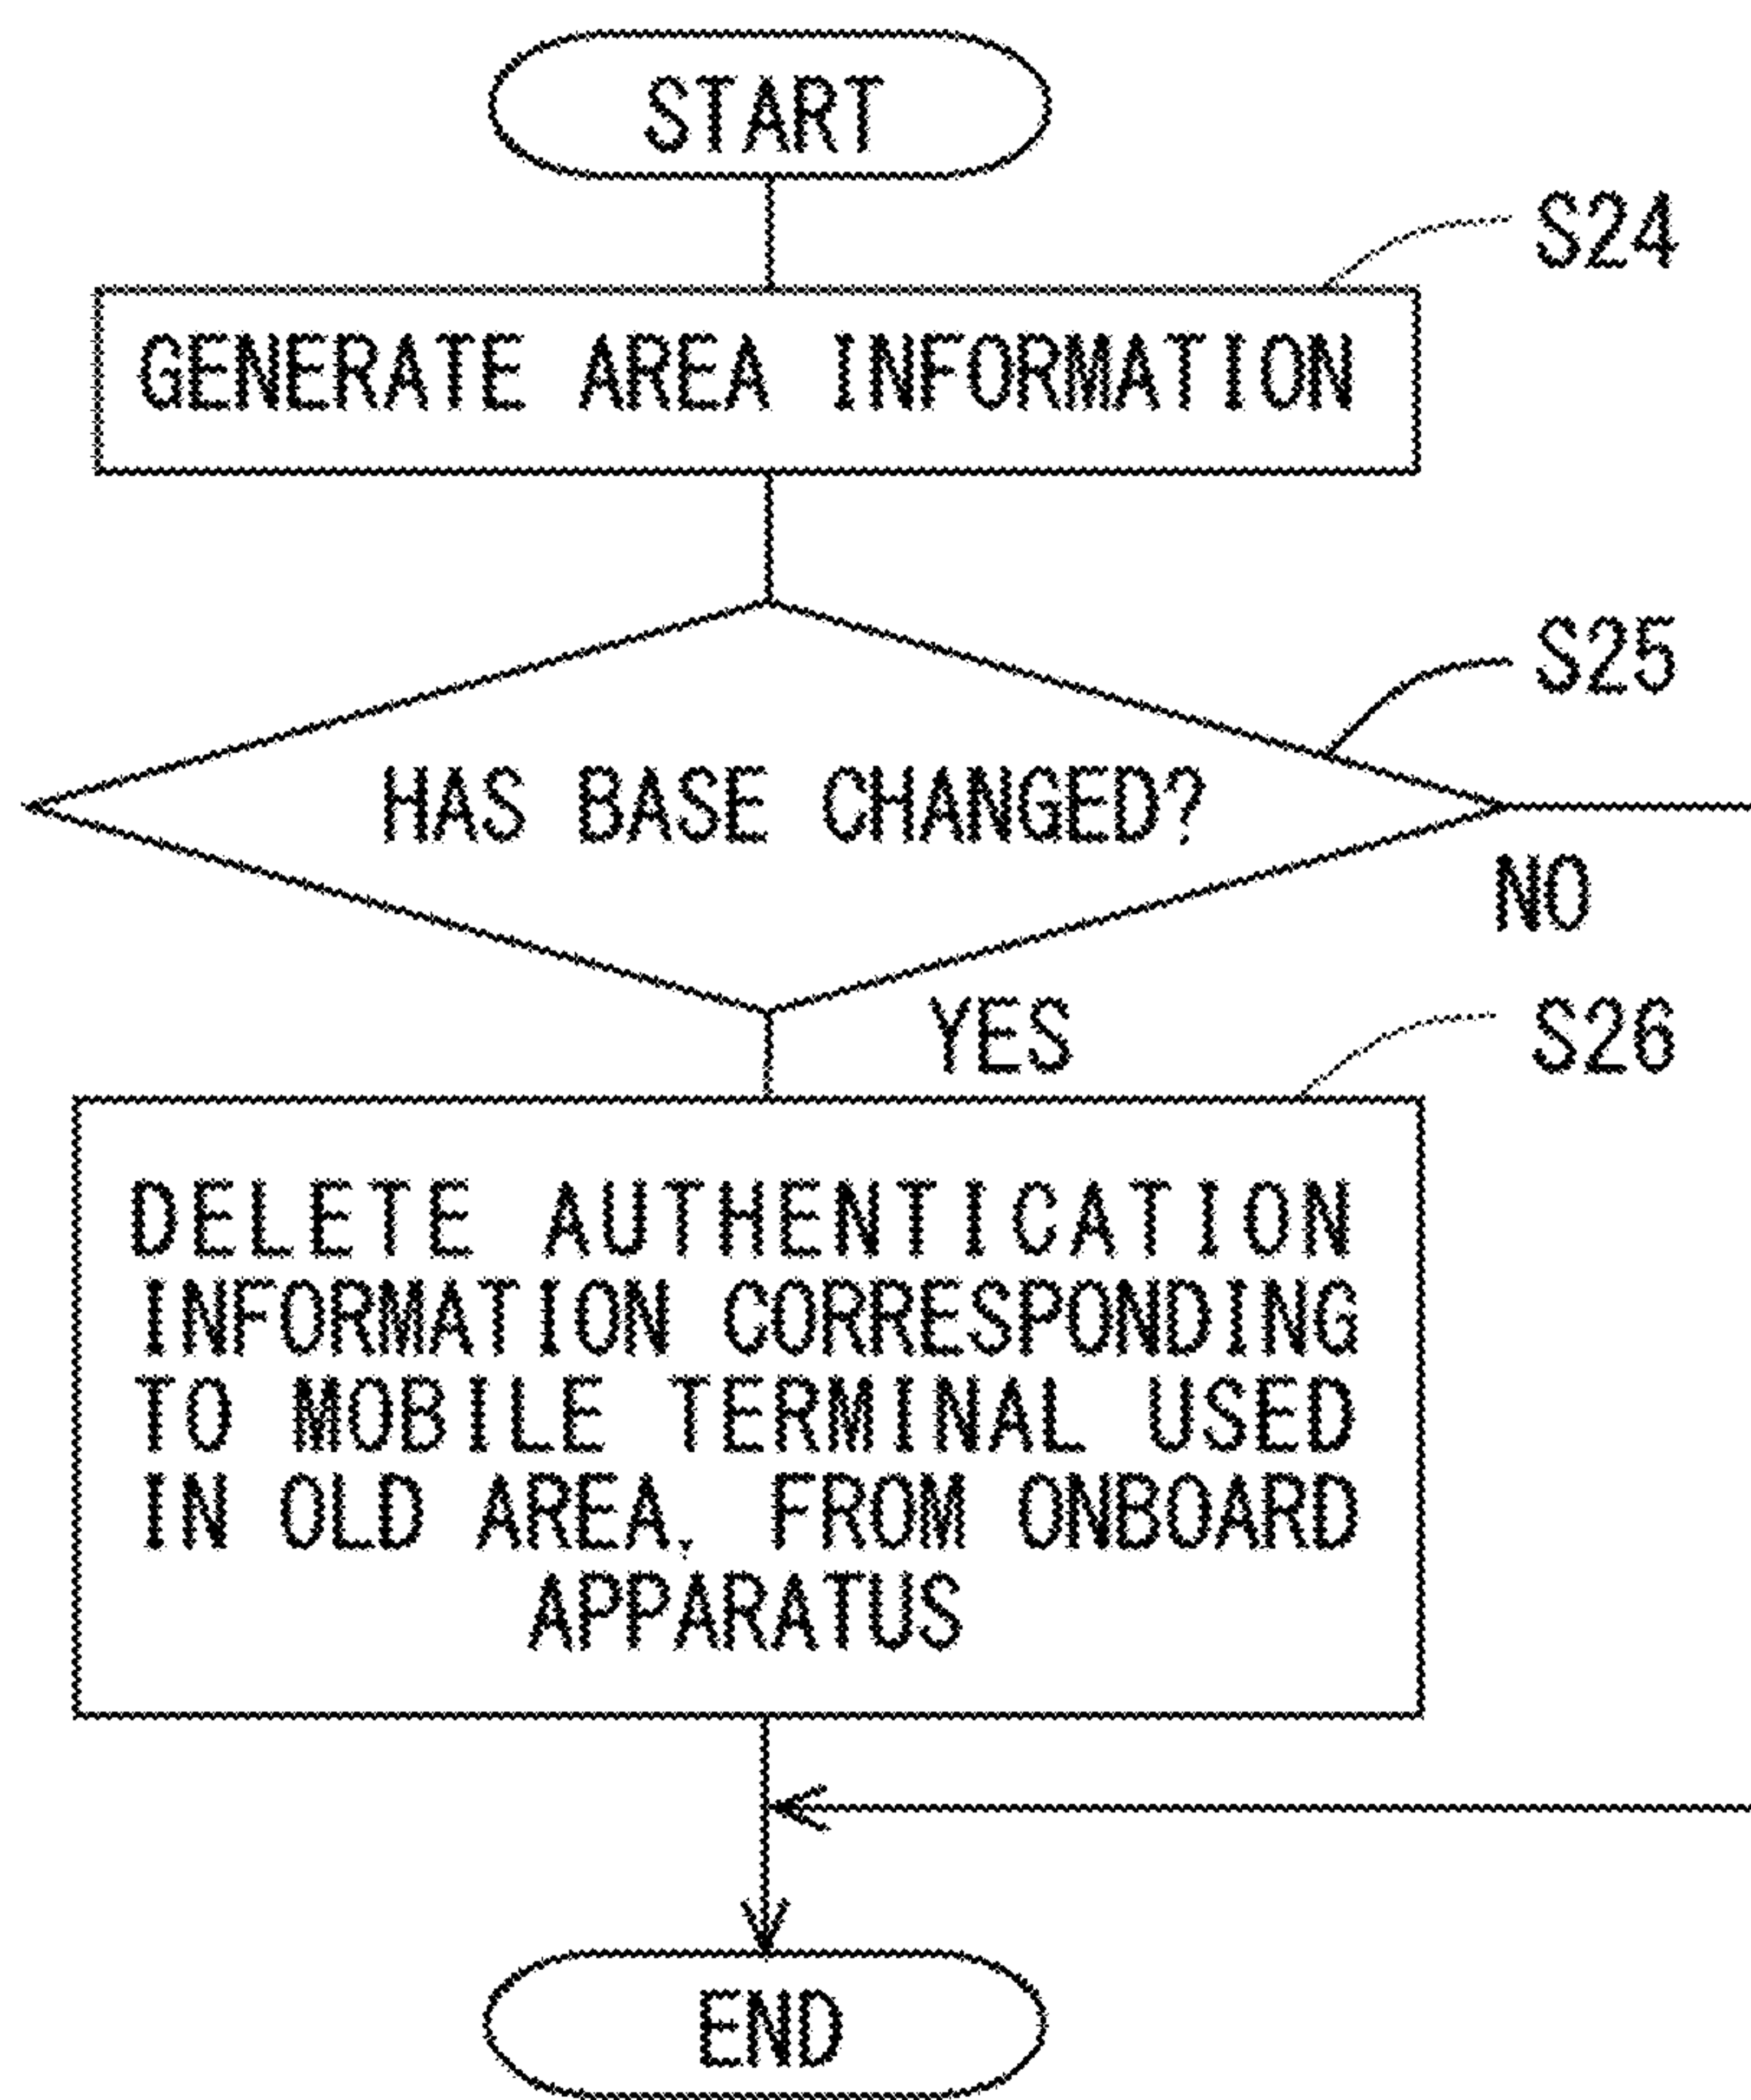 START
S24
GENERATE AREA INFORMATION
S25
HAS BASE CHANGED?
NO
YES
S26
DELETE AUTHENTICATION
INFORMATION CORRESPONDING
TO MOBILE TERMINAL USED
IN OLD AREA, FROM ONBOARD
APPARATUS
END